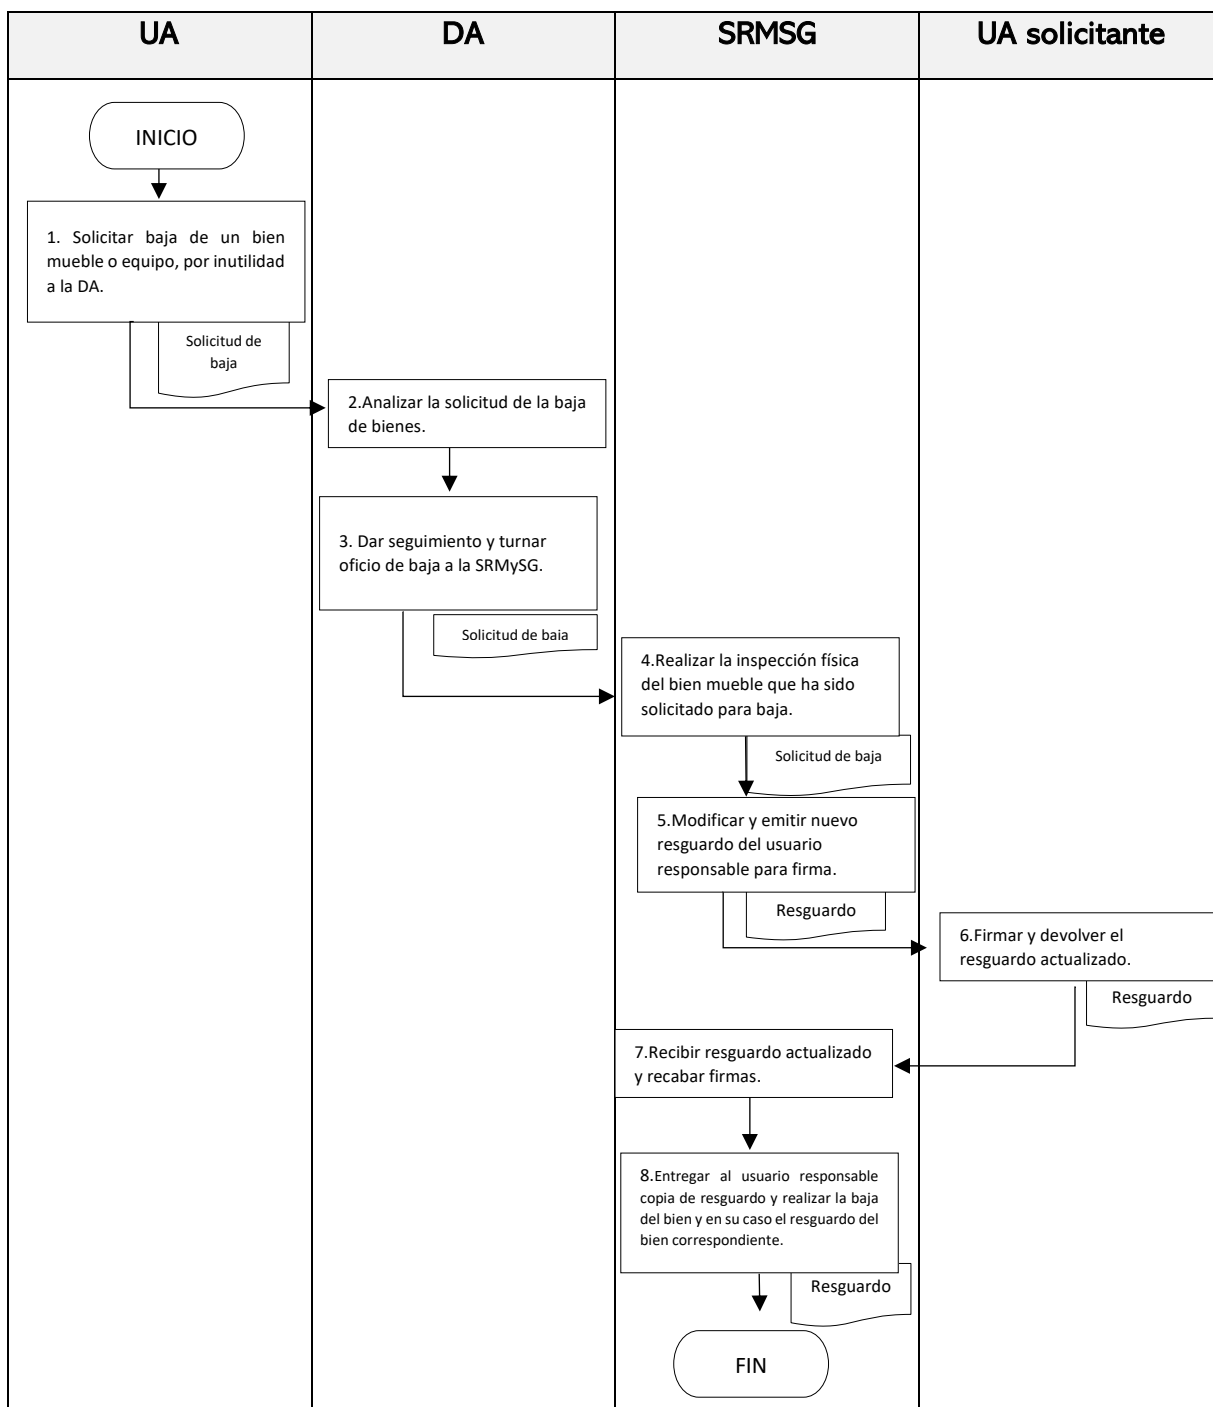 UA
DA
SRMSG
UA solicitante
INICIO
1. Solicitar baja de un bien
mueble o equipo, por inutilidad
a la DA.
Solicitud de
baja
2.Analizar la solicitud de la baja
de bienes.
3. Dar seguimiento y turnar
oficio de baja a la SRMySG.
Solicitud de baja
4.Realizar la inspección física
del bien mueble que ha sido
solicitado para baja.
Solicitud de baja
5.Modificar y emitir nuevo
resguardo del usuario
responsable para firma.
Resguardo
6.Firmar y devolver el
resguardo actualizado.
Resguardo
7.Recibir resguardo actualizado
y recabar firmas.
8.Entregar al usuario responsable
copia de resguardo y realizar la baja
del bien y en su caso el resguardo del
bien correspondiente.
Resguardo
FIN